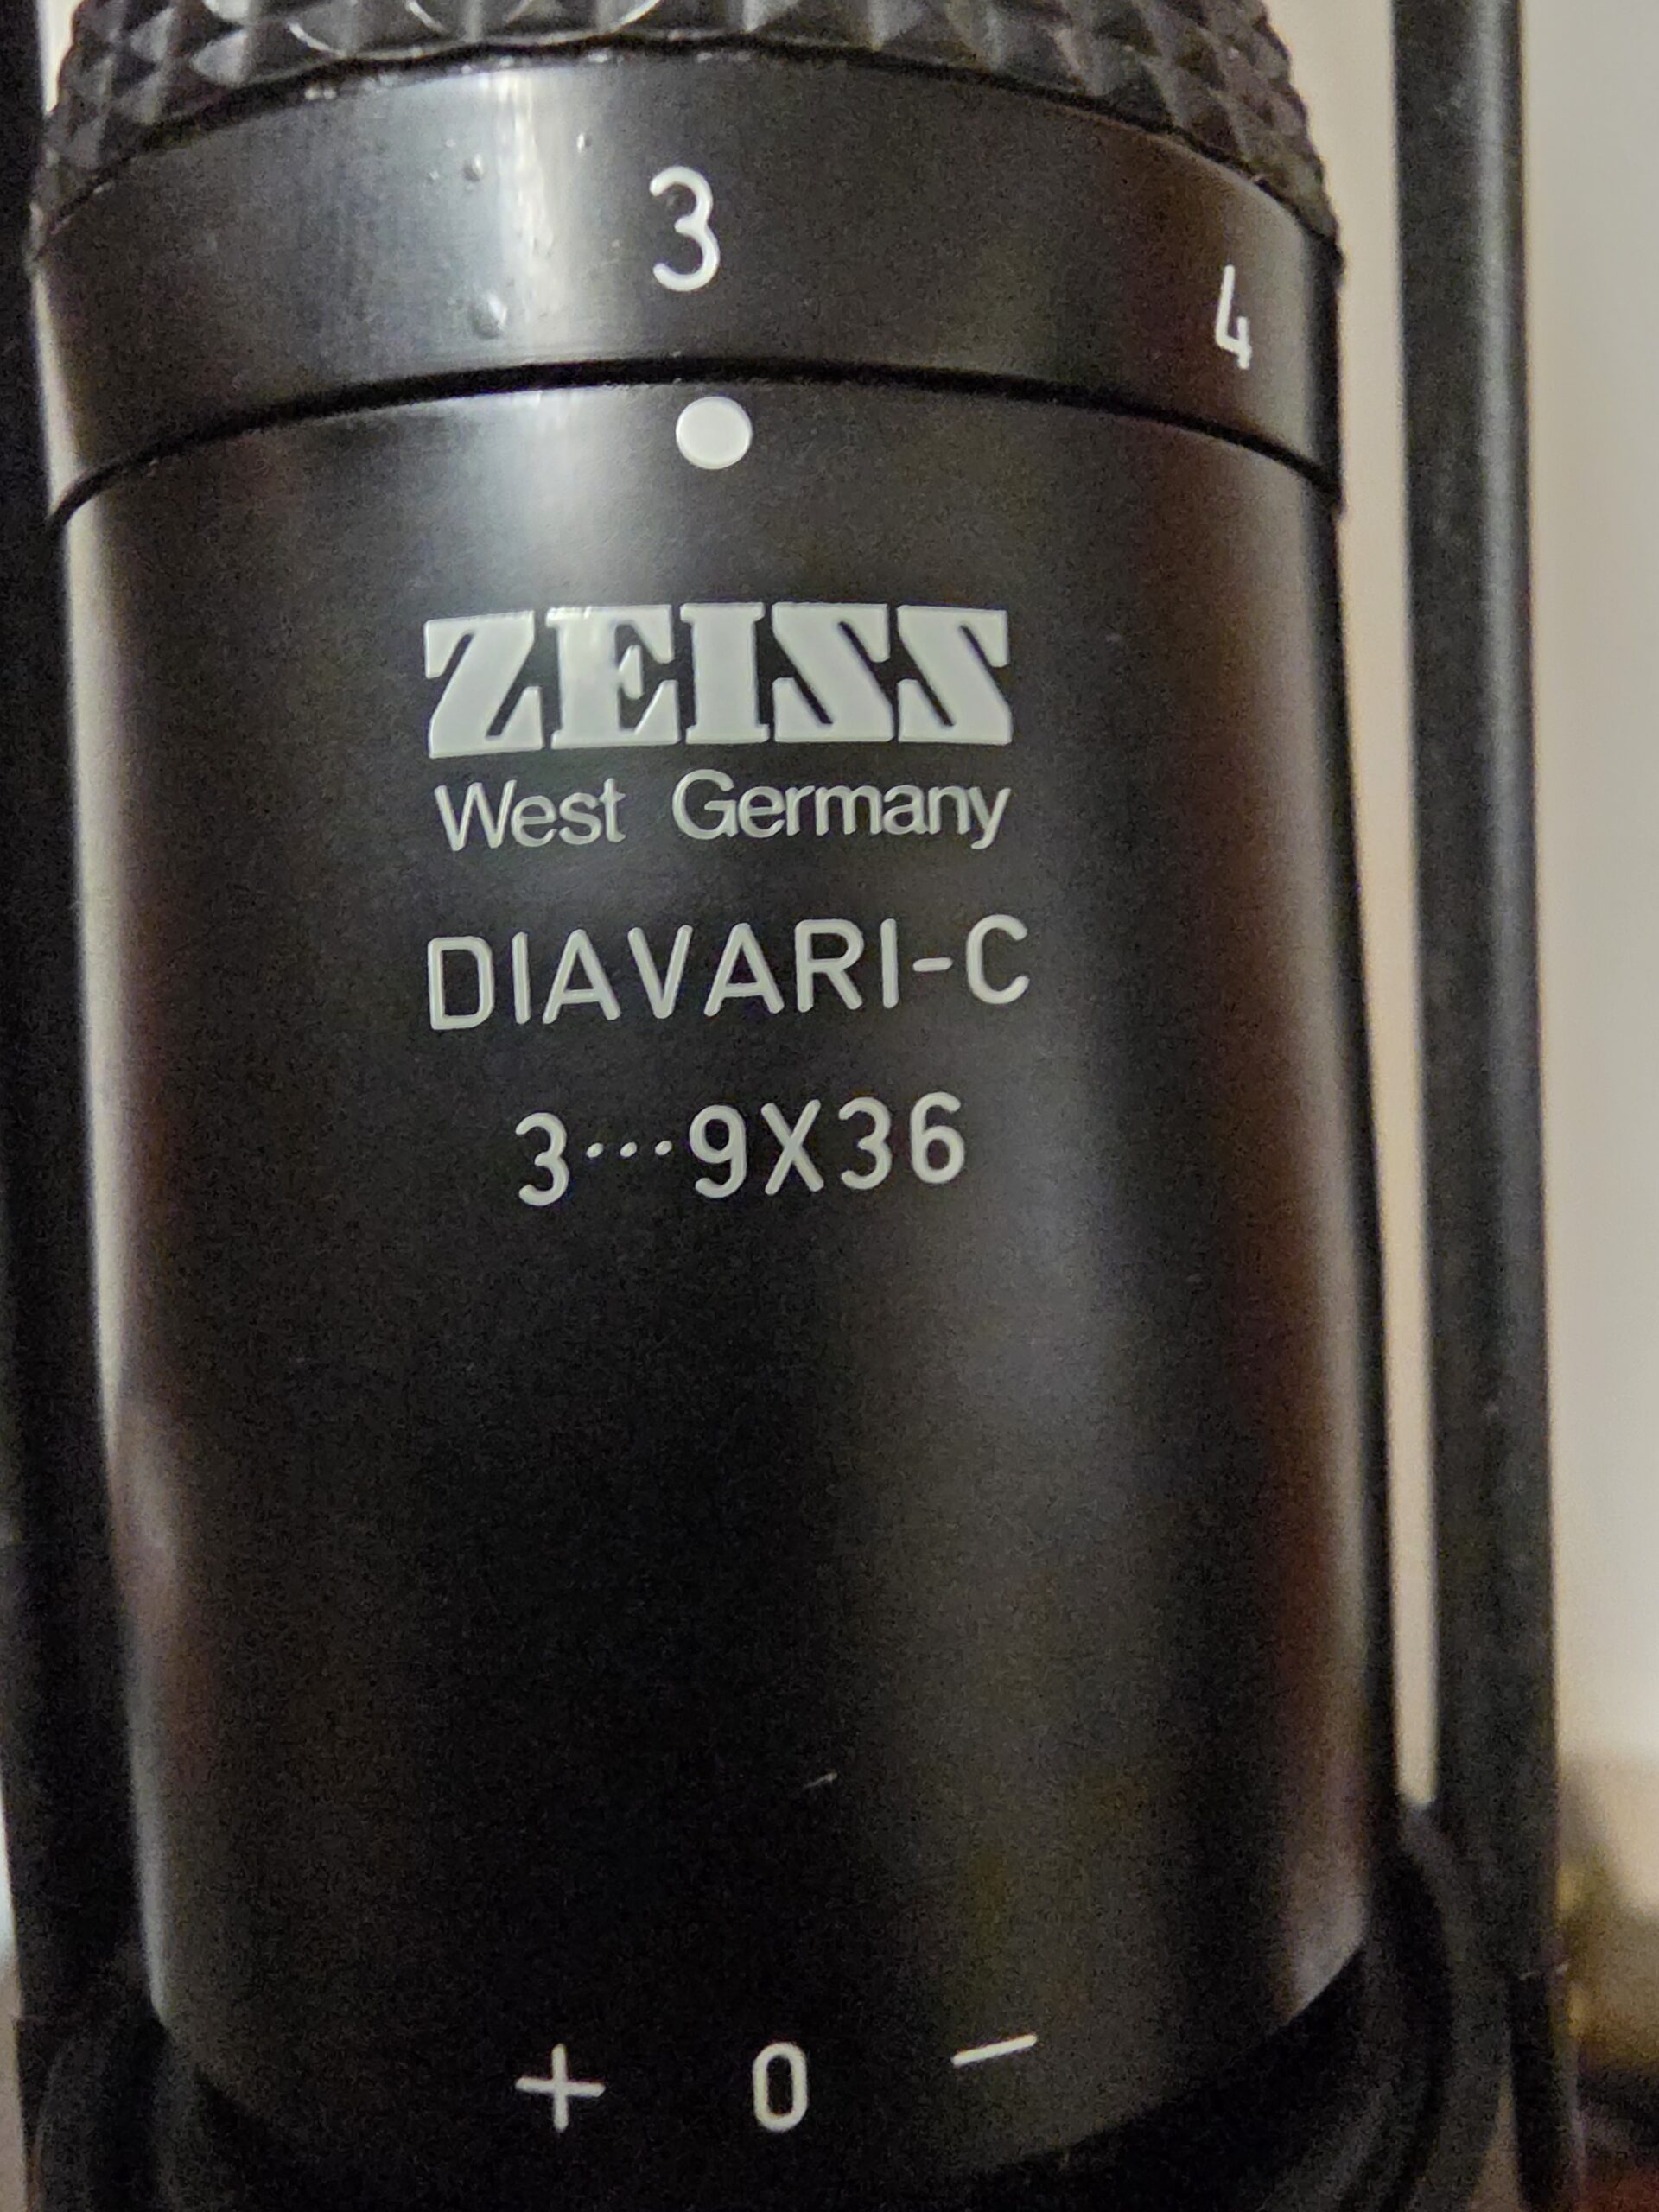 3 4
ZEISS
West Germany
DIAVARI-C
3···9X36
+ 0 −